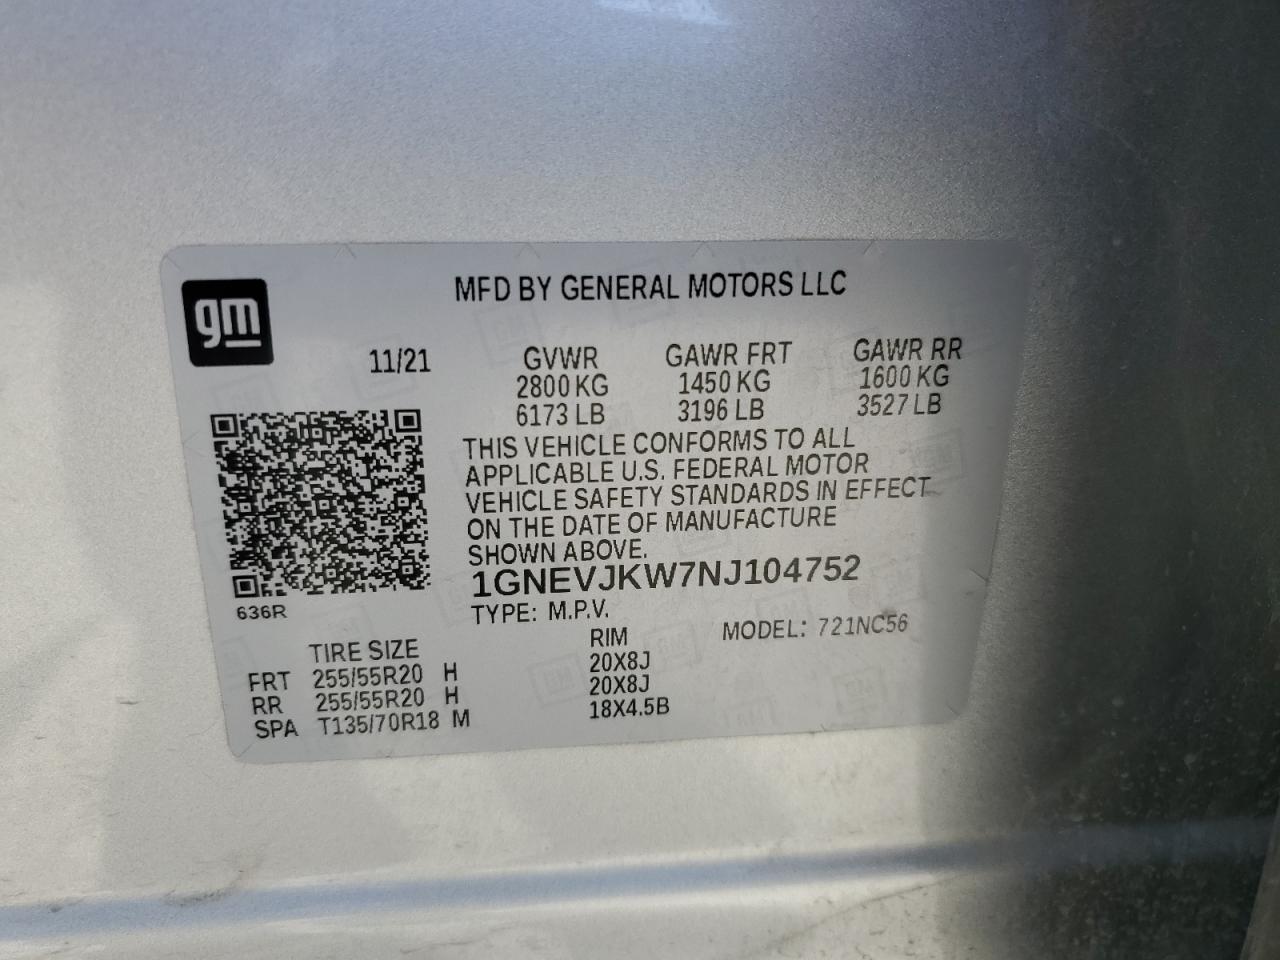 gm
MFD BY GENERAL MOTORS LLC
11/21
GVWR GAWR FRT GAWR RR
2800 KG 1450 KG 1600 KG
6173 LB 3196 LB 3527 LB
THIS VEHICLE CONFORMS TO ALL
APPLICABLE U.S. FEDERAL MOTOR
VEHICLE SAFETY STANDARDS IN EFFECT
ON THE DATE OF MANUFACTURE
SHOWN ABOVE.
1GNEVJKW7NJ104752
636R
TYPE: M.P.V.
MODEL: 721NC56
TIRE SIZE RIM
FRT 255/55R20 H 20X8J
RR 255/55R20 H 20X8J
SPA T135/70R18 M 18X4.5B